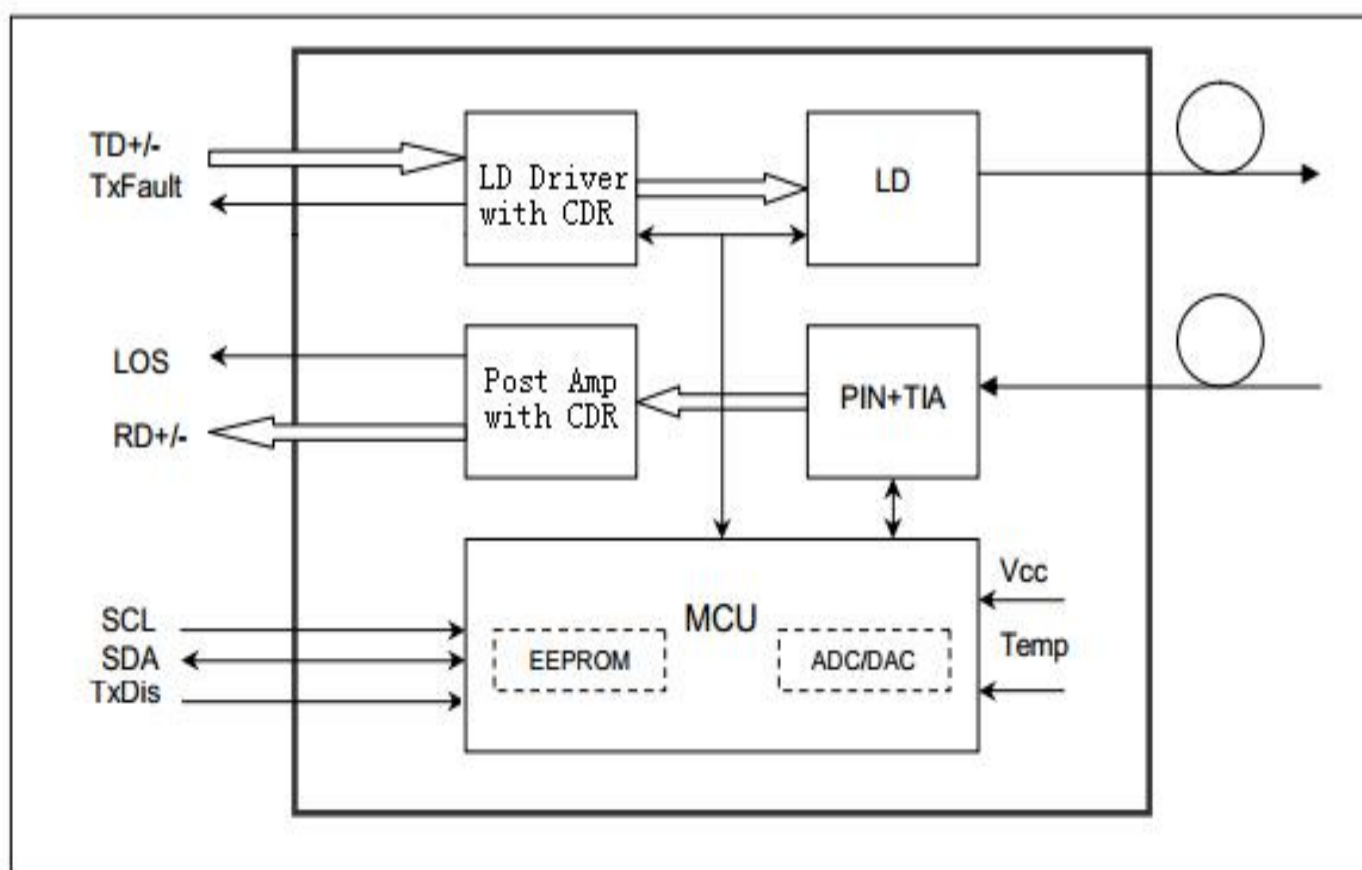 TD+/-
TxFault
LD Driver
with CDR
LD
LOS
RD+/-
Post Amp
with CDR
PIN+TIA
SCL
SDA
TxDis
MCU
EEPROM
ADC/DAC
Vcc
Temp